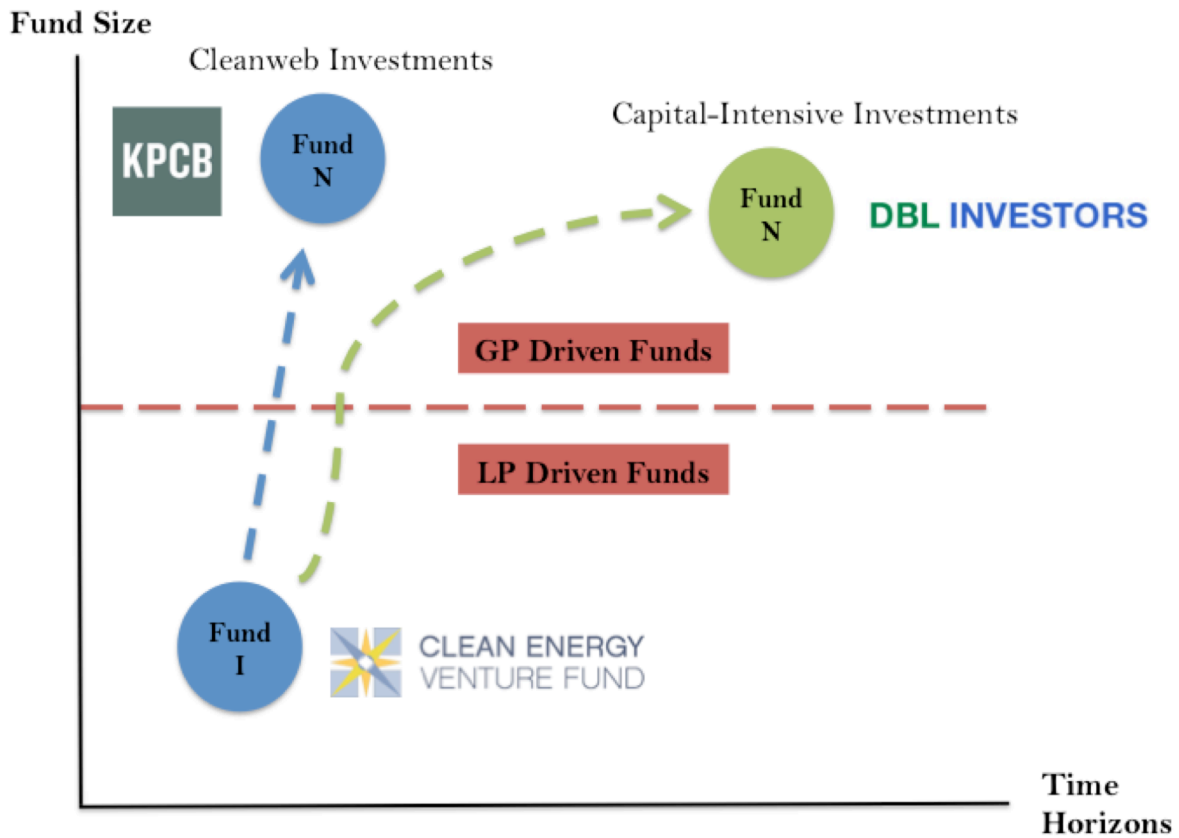 Fund Size
Cleanweb Investments
KPCB
Fund
N
Capital-Intensive Investments
Fund
N
DBL INVESTORS
GP Driven Funds
LP Driven Funds
Fund
I
CLEAN ENERGY
VENTURE FUND
Time
Horizons